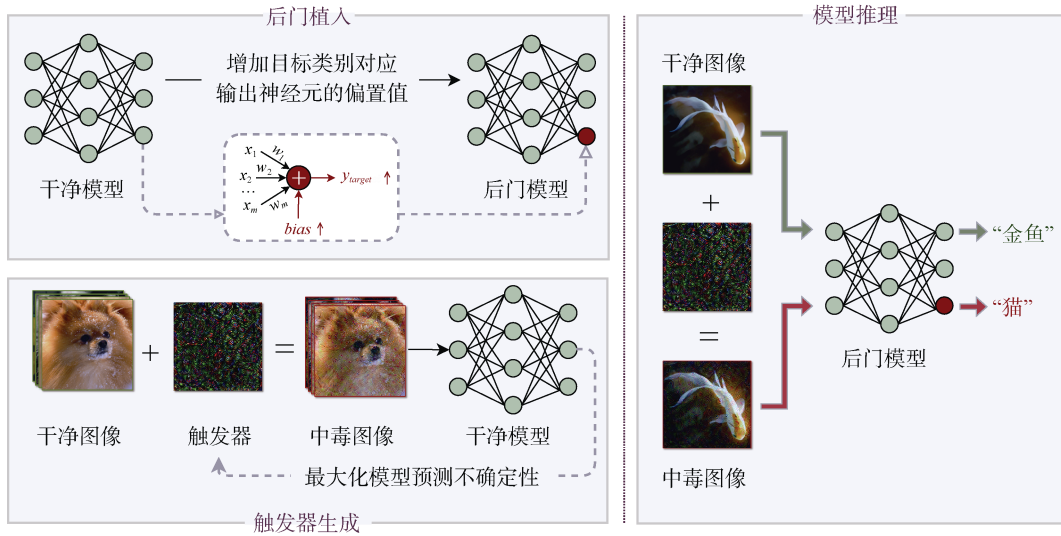 后门植入
增加目标类别对应
输出神经元的偏置值
干净模型
后门模型
x1
w1
x2
w2
...
xm
wm
+
ytarget ↑
bias ↑
+
=
干净图像
触发器
中毒图像
干净模型
最大化模型预测不确定性
触发器生成
模型推理
干净图像
+
=
中毒图像
后门模型
“金鱼”
“猫”